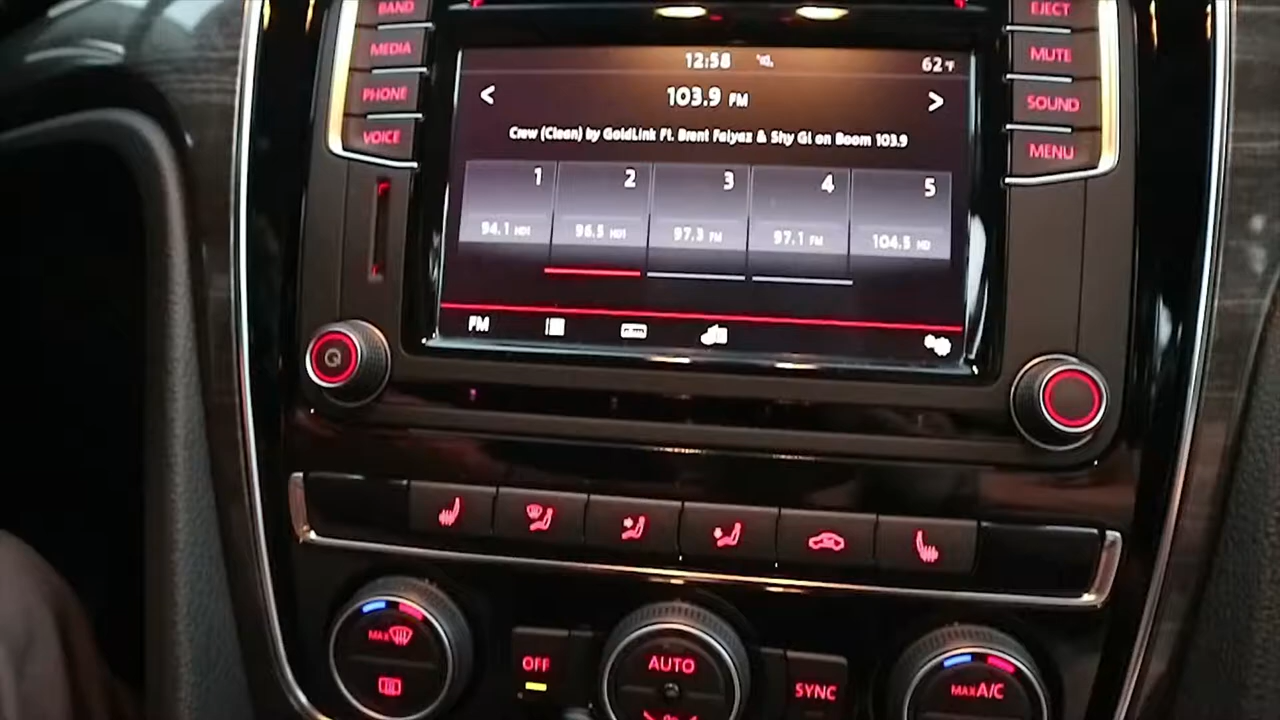 BAND
MEDIA
PHONE
VOICE
EJECT
MUTE
SOUND
MENU
12:58
62°F
103.9 FM
Crew (Clean) by GoldLink Ft. Brent Faiyaz & Shy Gl on Boom 103.9
1 2 3 4 5
94.1 HD1 96.5 HD1 97.3 FM 97.1 FM 104.5 HD
FM
MAX
OFF
AUTO
SYNC
MAX A/C